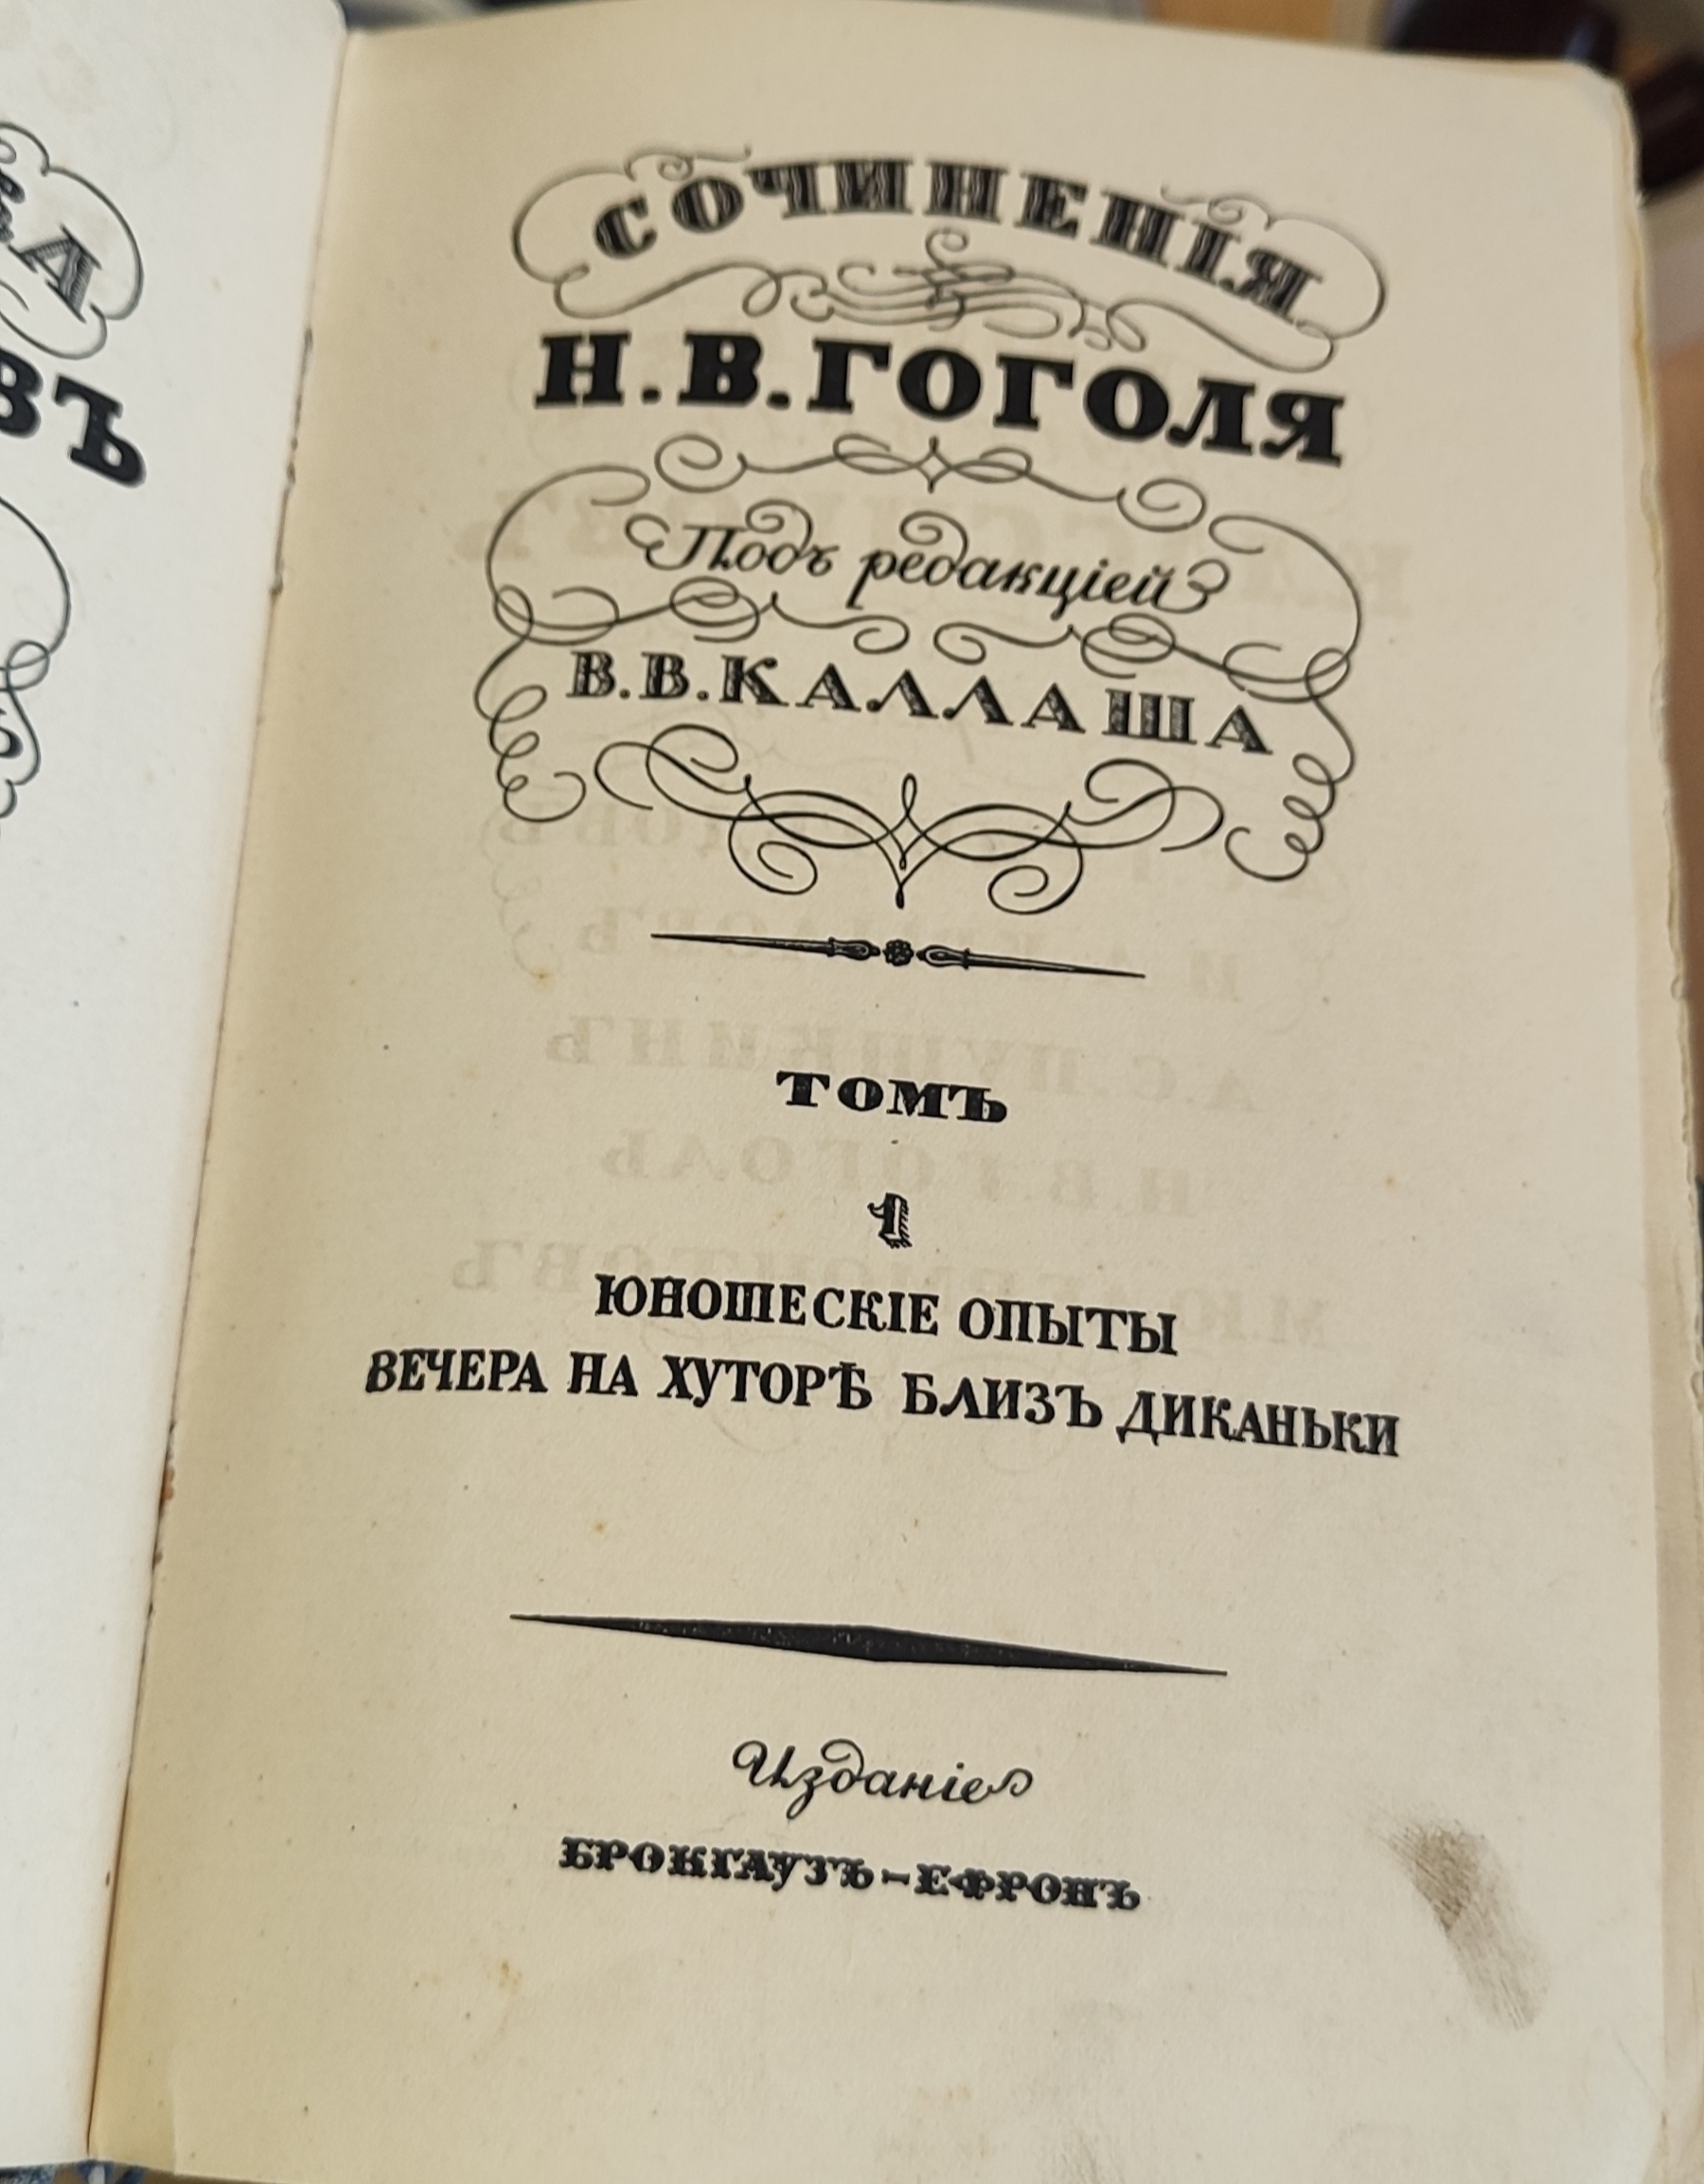 СОЧИНЕНІЯ
Н.В.ГОГОЛЯ
Подъ редакціей
В.В.КАЛЛАША
ТОМЪ
1
ЮНОШЕСКІЕ ОПЫТЫ
ВЕЧЕРА НА ХУТОРѢ БЛИЗЪ ДИКАНЬКИ
Изданіе
БРОКГАУЗЪ-ЕФРОНЪ